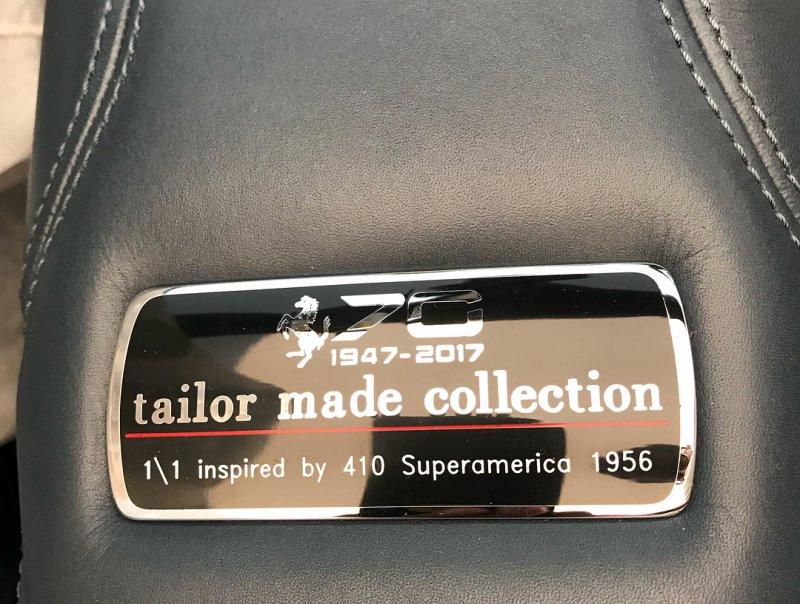 70
1947-2017
tailor made collection
1\1 inspired by 410 Superamerica 1956